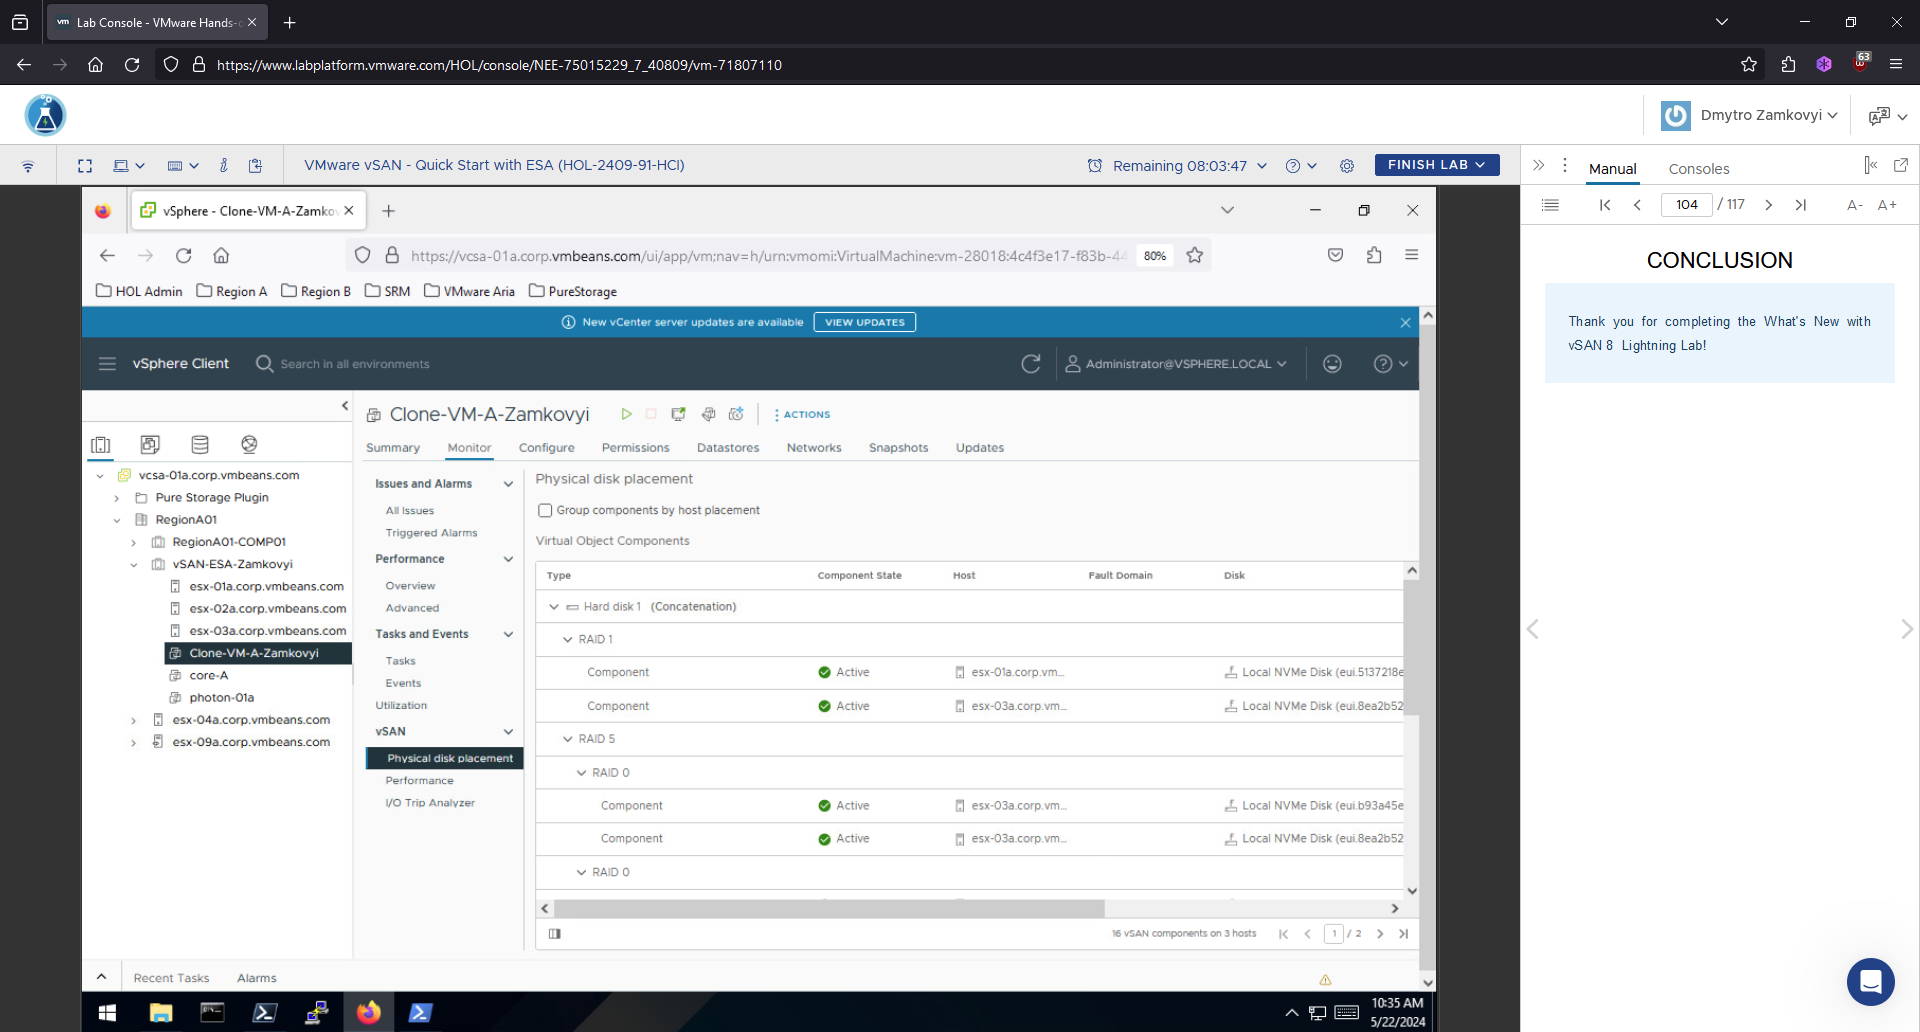 vm Lab Console - VMware Hands-o
https://www.labplatform.vmware.com/HOL/console/NEE-75015229_7_40809/vm-71807110
63
Dmytro Zamkovyi
VMware vSAN - Quick Start with ESA (HOL-2409-91-HCI)
Remaining 08:03:47
FINISH LAB
Manual
Consoles
104 / 117
A-
A+
CONCLUSION
Thank you for completing the What's New with
vSAN 8 Lightning Lab!
vSphere - Clone-VM-A-Zamkov
https://vcsa-01a.corp.vmbeans.com/ui/app/vm;nav=h/urn:vmomi:VirtualMachine:vm-28018:4c4f3e17-f83b-44
80%
HOL Admin
Region A
Region B
SRM
VMware Aria
PureStorage
New vCenter server updates are available
VIEW UPDATES
vSphere Client
Search in all environments
Administrator@VSPHERE.LOCAL
vcsa-01a.corp.vmbeans.com
Pure Storage Plugin
RegionA01
RegionA01-COMP01
vSAN-ESA-Zamkovyi
esx-01a.corp.vmbeans.com
esx-02a.corp.vmbeans.com
esx-03a.corp.vmbeans.com
Clone-VM-A-Zamkovyi
core-A
photon-01a
esx-04a.corp.vmbeans.com
esx-09a.corp.vmbeans.com
Clone-VM-A-Zamkovyi
ACTIONS
Summary
Monitor
Configure
Permissions
Datastores
Networks
Snapshots
Updates
Issues and Alarms
All Issues
Triggered Alarms
Performance
Overview
Advanced
Tasks and Events
Tasks
Events
Utilization
vSAN
Physical disk placement
Performance
I/O Trip Analyzer
Physical disk placement
Group components by host placement
Virtual Object Components
Type Component State Host Fault Domain Disk
Hard disk 1 (Concatenation)
RAID 1
Component Active esx-01a.corp.vm... Local NVMe Disk (eui.5137218e
Component Active esx-03a.corp.vm... Local NVMe Disk (eui.8ea2b52
RAID 5
RAID 0
Component Active esx-03a.corp.vm... Local NVMe Disk (eui.b93a45e
Component Active esx-03a.corp.vm... Local NVMe Disk (eui.8ea2b52
RAID 0
16 vSAN components on 3 hosts
1 / 2
Recent Tasks
Alarms
10:35 AM
5/22/2024